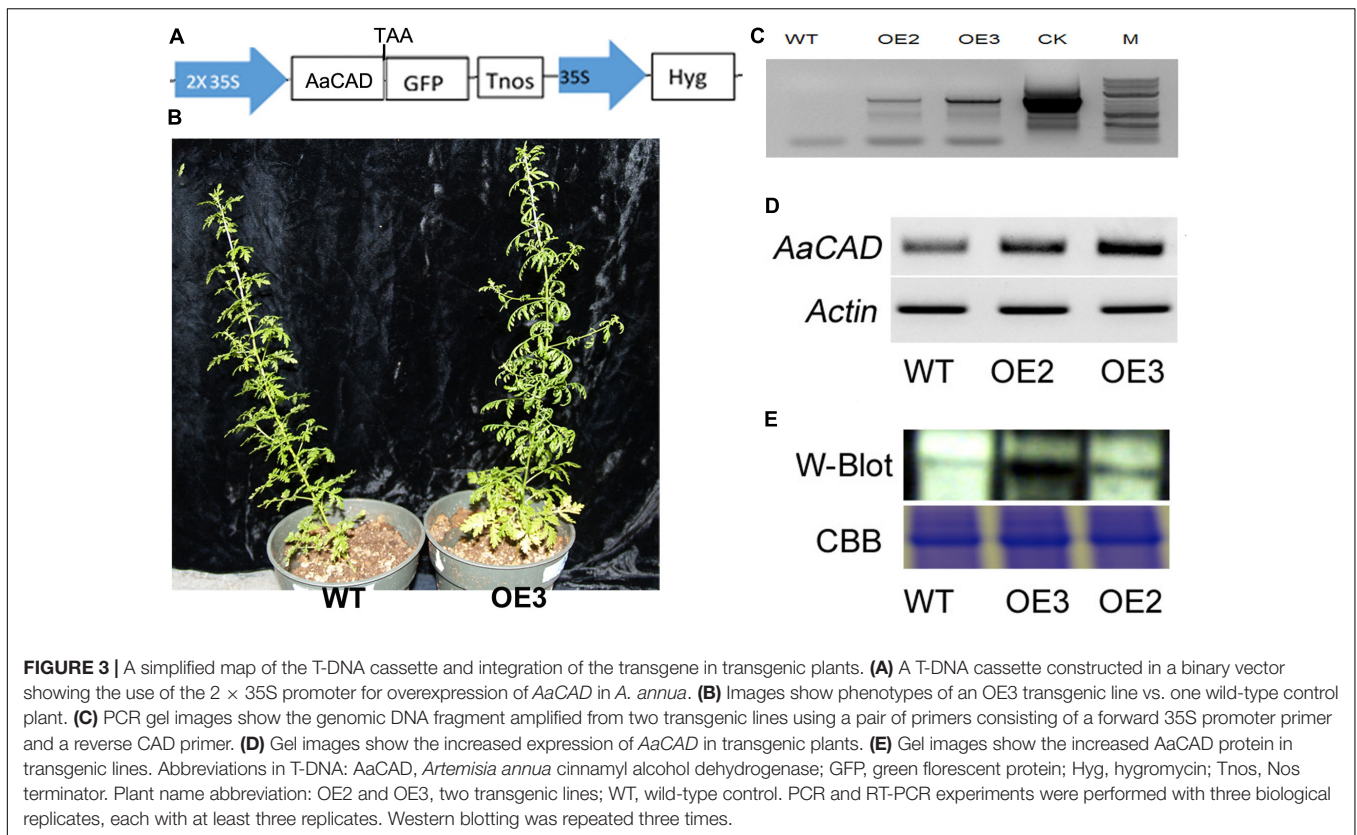 A
TAA
2X 35S
AaCAD
GFP
Tnos
35S
Hyg
B
WT
OE3
C
WT OE2 OE3 CK M
D
AaCAD
Actin
WT OE2 OE3
E
W-Blot
CBB
WT OE3 OE2
FIGURE 3 | A simplified map of the T-DNA cassette and integration of the transgene in transgenic plants. (A) A T-DNA cassette constructed in a binary vector
showing the use of the 2 × 35S promoter for overexpression of AaCAD in A. annua. (B) Images show phenotypes of an OE3 transgenic line vs. one wild-type control
plant. (C) PCR gel images show the genomic DNA fragment amplified from two transgenic lines using a pair of primers consisting of a forward 35S promoter primer
and a reverse CAD primer. (D) Gel images show the increased expression of AaCAD in transgenic plants. (E) Gel images show the increased AaCAD protein in
transgenic lines. Abbreviations in T-DNA: AaCAD, Artemisia annua cinnamyl alcohol dehydrogenase; GFP, green florescent protein; Hyg, hygromycin; Tnos, Nos
terminator. Plant name abbreviation: OE2 and OE3, two transgenic lines; WT, wild-type control. PCR and RT-PCR experiments were performed with three biological
replicates, each with at least three replicates. Western blotting was repeated three times.